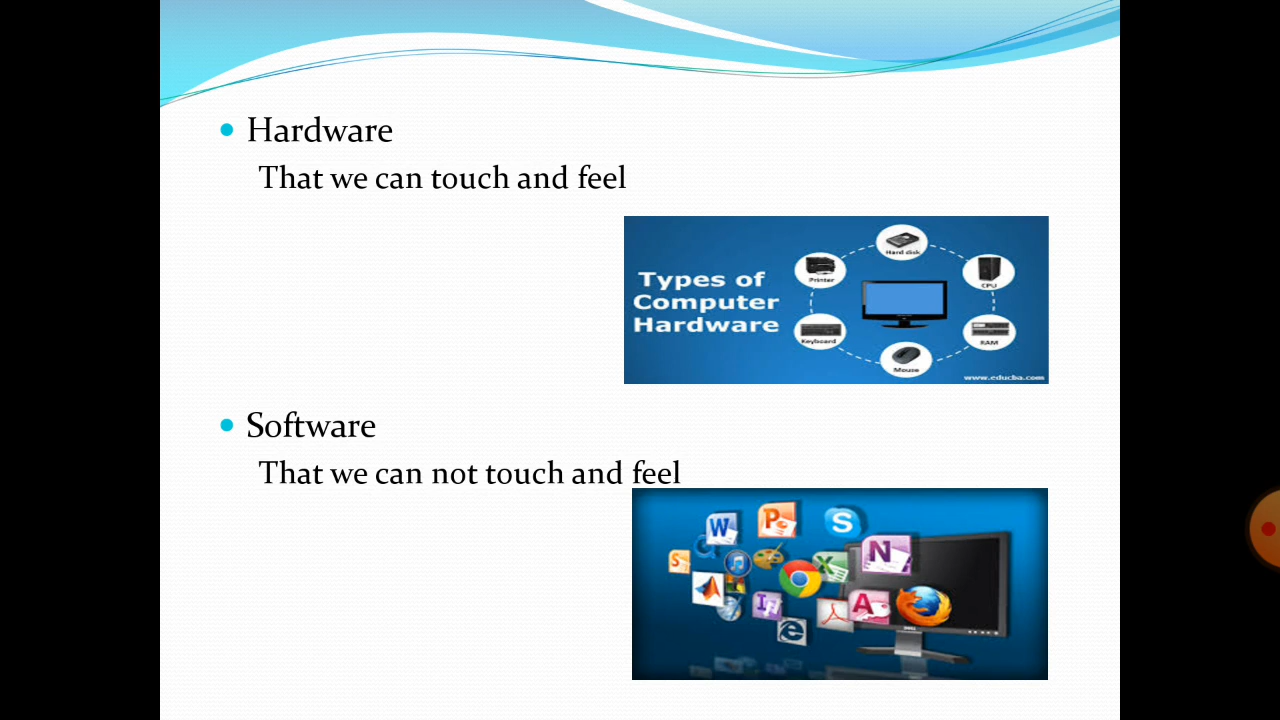 Hardware
That we can touch and feel
Types of
Computer
Hardware
Hard disk
Printer
CPU
Keyboard
RAM
Mouse
www.educba.com
Software
That we can not touch and feel
W
P
S
N
S
X
A
DELL